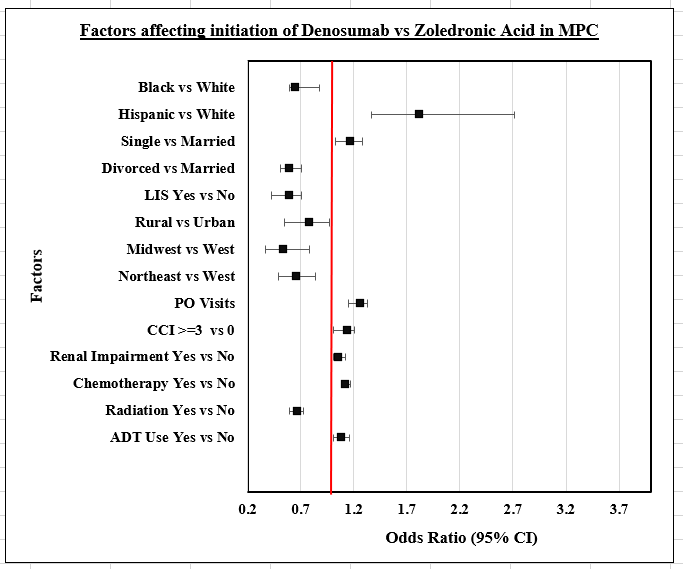 Factors affecting initiation of Denosumab vs Zoledronic Acid in MPC
Black vs White
Hispanic vs White
Single vs Married
Divorced vs Married
LIS Yes vs No
Rural vs Urban
Midwest vs West
Northeast vs West
PO Visits
CCI >=3 vs 0
Renal Impairment Yes vs No
Chemotherapy Yes vs No
Radiation Yes vs No
ADT Use Yes vs No
Factors
0.2 0.7 1.2 1.7 2.2 2.7 3.2 3.7
Odds Ratio (95% CI)